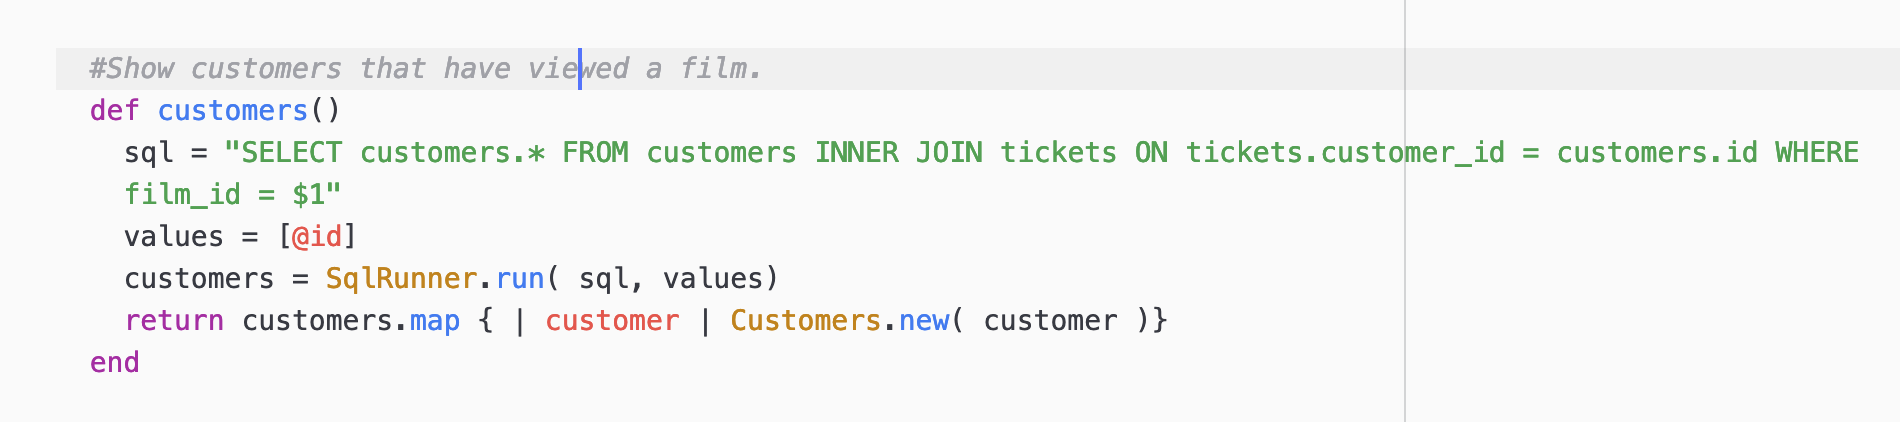 #Show customers that have viewed a film.
def customers()
sql = "SELECT customers.* FROM customers INNER JOIN tickets ON tickets.customer_id = customers.id WHERE
film_id = $1"
values = [@id]
customers = SqlRunner.run( sql, values)
return customers.map { | customer | Customers.new( customer )}
end